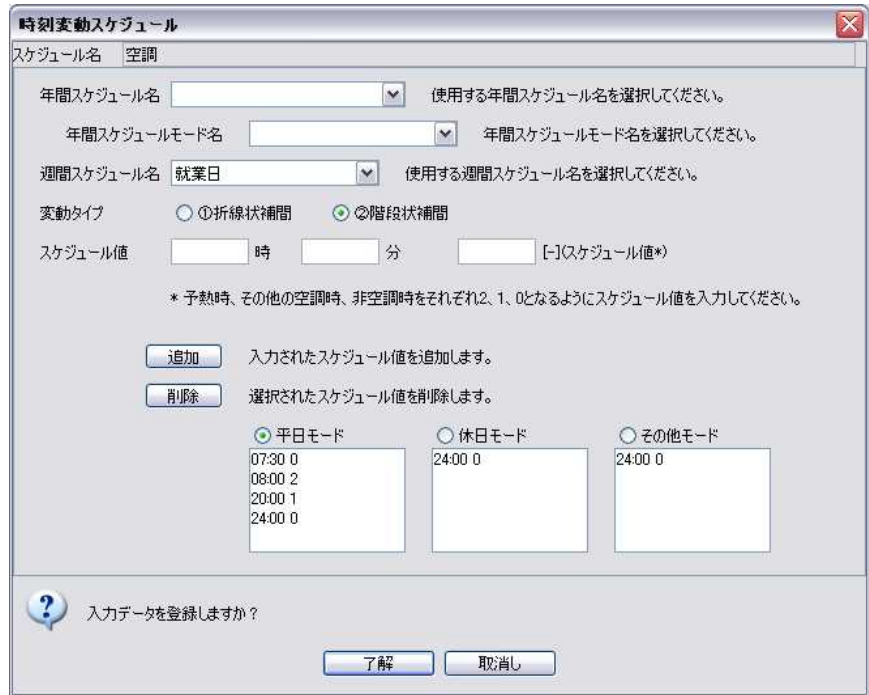 時刻変動スケジュール
スケジュール名 空調
年間スケジュール名 使用する年間スケジュール名を選択してください。
年間スケジュールモード名 年間スケジュールモード名を選択してください。
週間スケジュール名 就業日 使用する週間スケジュール名を選択してください。
変動タイプ ①折線状補間 ②階段状補間
スケジュール値 時 分 [-](スケジュール値*)
* 予熱時、その他の空調時、非空調時をそれぞれ2、1、0となるようにスケジュール値を入力してください。
追加 入力されたスケジュール値を追加します。
削除 選択されたスケジュール値を削除します。
平日モード 休日モード その他モード
07:30 0 24:00 0 24:00 0
08:00 2
20:00 1
24:00 0
入力データを登録しますか?
了解 取消し